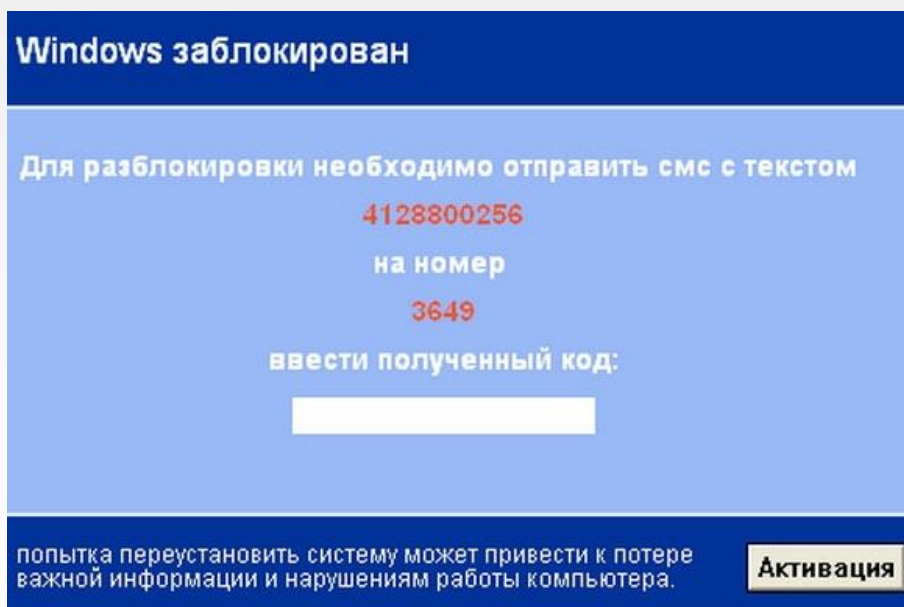 Windows заблокирован
Для разблокировки необходимо отправить смс с текстом
4128800256
на номер
3649
ввести полученный код:
попытка переустановить систему может привести к потере
важной информации и нарушениям работы компьютера.
Активация